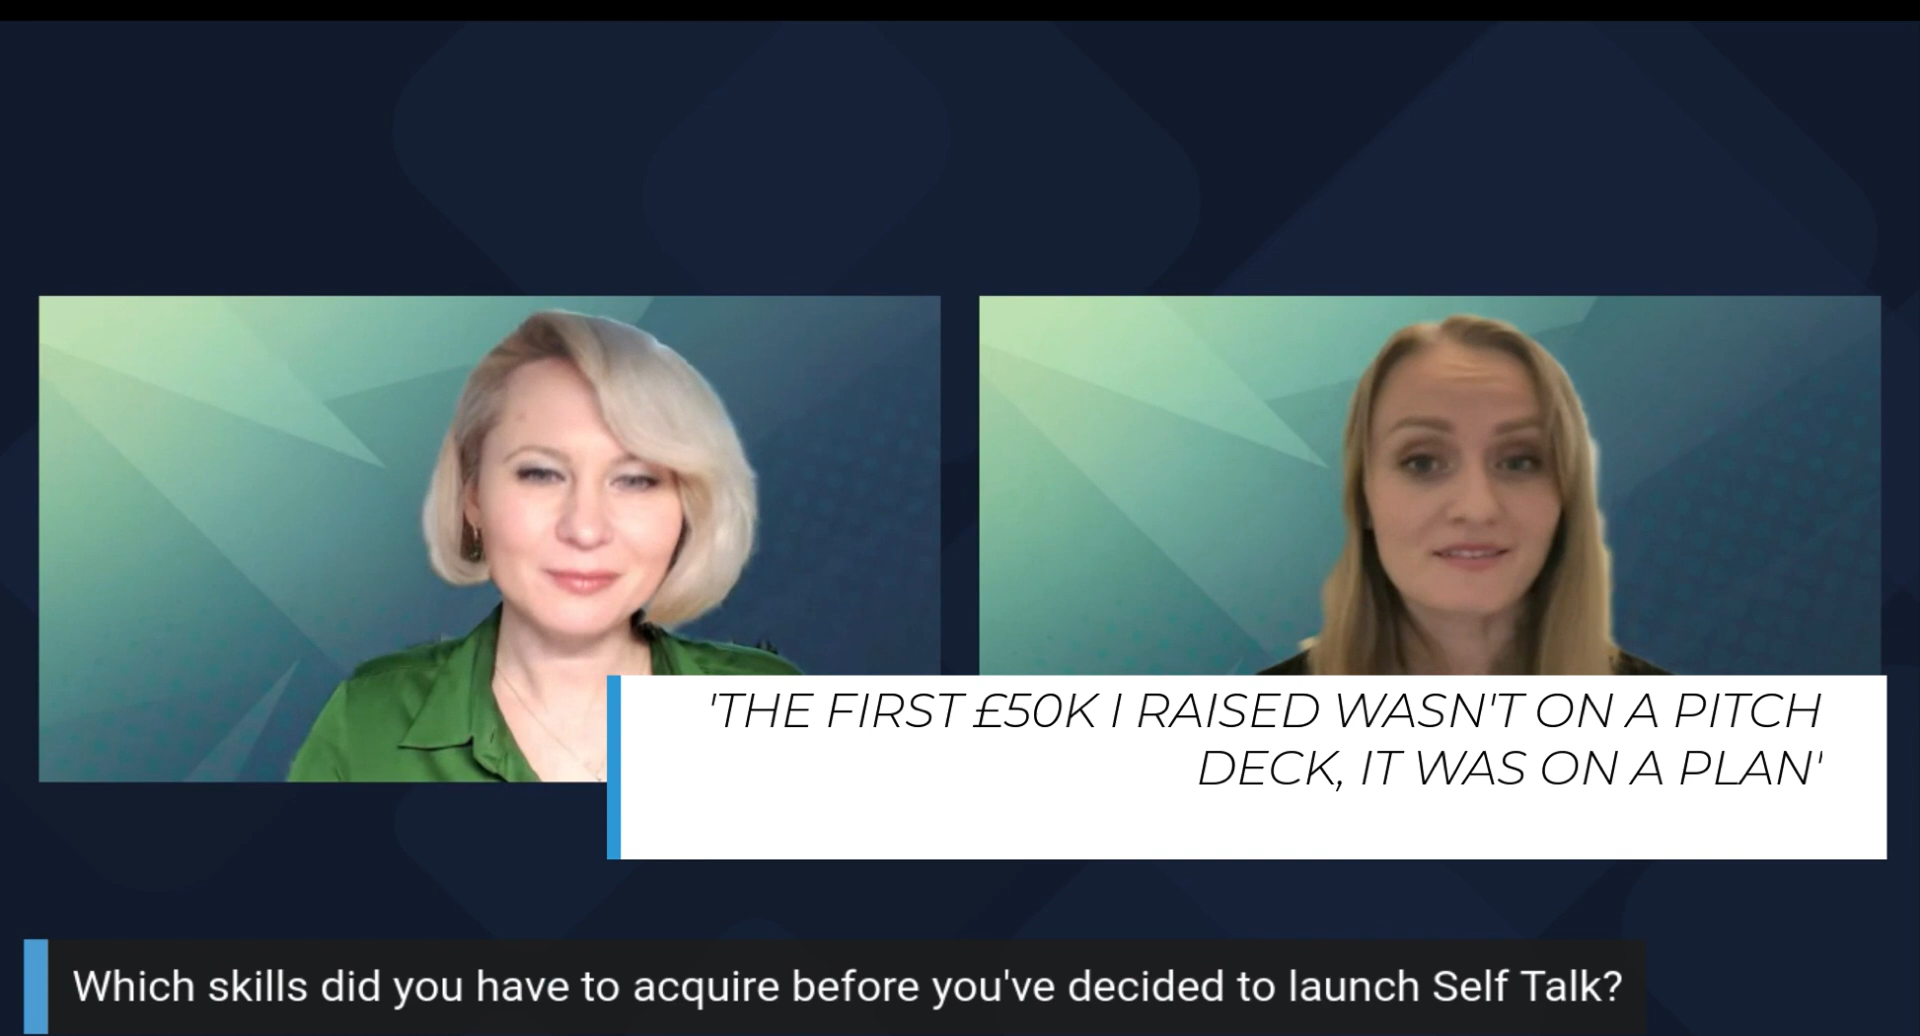 'THE FIRST £50K I RAISED WASN'T ON A PITCH
DECK, IT WAS ON A PLAN'
Which skills did you have to acquire before you've decided to launch Self Talk?